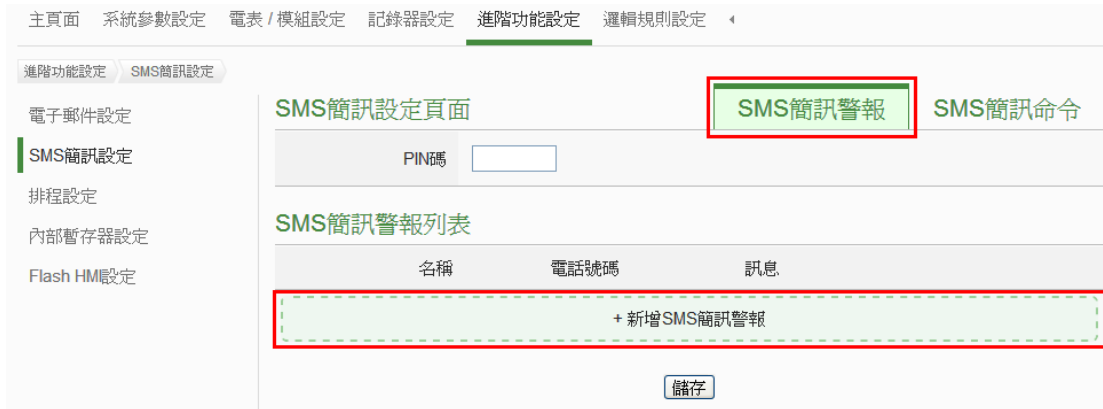 主頁面 系統參數設定 電表 / 模組設定 記錄器設定 進階功能設定 邏輯規則設定
進階功能設定 SMS簡訊設定
電子郵件設定
SMS簡訊設定
排程設定
內部暫存器設定
Flash HMI設定
SMS簡訊設定頁面 SMS簡訊警報 SMS簡訊命令
PIN碼
SMS簡訊警報列表
名稱 電話號碼 訊息
+ 新增SMS簡訊警報
儲存